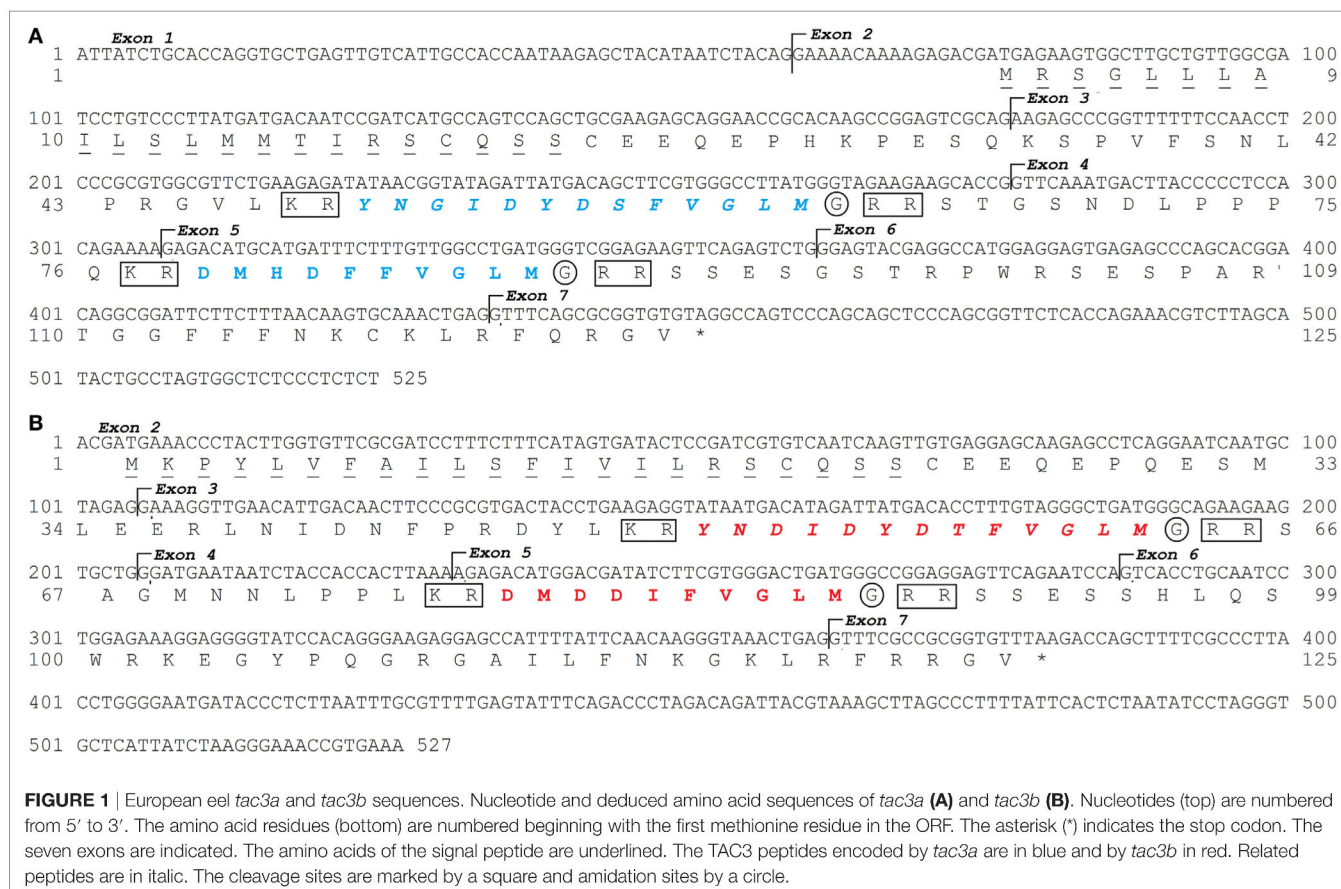 A
Exon 1 Exon 2
1 ATTATCTGCACCAGGTGCTGAGTTGTCATTGCCACCAATAAGAGCTACATAATCTACAGGAAAACAAAAGAGACGATGAGAAGTGGCTTGCTGTTGGCGA 100
1 M R S G L L L A 9
Exon 3
101 TCCTGTCCCTTATGATGACAATCCGATCATGCCAGTCCAGCTGCGAAGAGCAGGAACCGCACAAGCCGGAGTCGCAGAAGAGCCCGGTTTTTTCCAACCT 200
10 I L S L M M T I R S C Q S S C E E Q E P H K P E S Q K S P V F S N L 42
Exon 4
201 CCCGCGTGGCGTTCTGAAGAGATATAACGGTATAGATTATGACAGCTTCGTGGGCCTTATGGGTAGAAGAAGCACCGGTTCAAATGACTTACCCCCTCCA 300
43 P R G V L K R Y N G I D Y D S F V G L M G R R S T G S N D L P P P 75
Exon 5 Exon 6
301 CAGAAAAGAGACATGCATGATTTCTTTGTTGGCCTGATGGGTCGGAGAAGTTCAGAGTCTGGGAGTACGAGGCCATGGAGGAGTGAGAGCCCAGCACGGA 400
76 Q K R D M H D F F V G L M G R R S S E S G S T R P W R S E S P A R ' 109
Exon 7
401 CAGGCGGATTCTTCTTTAACAAGTGCAAACTGAGGTTTCAGCGCGGTGTGTAGGCCAGTCCCAGCAGCTCCCAGCGGTTCTCACCAGAAACGTCTTAGCA 500
110 T G G F F F N K C K L R F Q R G V * 125
501 TACTGCCTAGTGGCTCTCCCTCTCT 525
B
Exon 2
1 ACGATGAAACCCTACTTGGTGTTCGCGATCCTTTCTTTCATAGTGATACTCCGATCGTGTCAATCAAGTTGTGAGGAGCAAGAGCCTCAGGAATCAATGC 100
1 M K P Y L V F A I L S F I V I L R S C Q S S C E E Q E P Q E S M 33
Exon 3
101 TAGAGGAAAGGTTGAACATTGACAACTTCCCGCGTGACTACCTGAAGAGGTATAATGACATAGATTATGACACCTTTGTAGGGCTGATGGGCAGAAGAAG 200
34 L E E R L N I D N F P R D Y L K R Y N D I D Y D T F V G L M G R R S 66
Exon 4 Exon 5 Exon 6
201 TGCTGGGATGAATAATCTACCACCACTTAAAAGAGACATGGACGATATCTTCGTGGGACTGATGGGCCGGAGGAGTTCAGAATCCAGTCACCTGCAATCC 300
67 A G M N N L P P L K R D M D D I F V G L M G R R S S E S S H L Q S 99
Exon 7
301 TGGAGAAAGGAGGGGTATCCACAGGGAAGAGGAGCCATTTTATTCAACAAGGGTAAACTGAGGTTTCGCCGCGGTGTTTAAGACCAGCTTTTCGCCCTTA 400
100 W R K E G Y P Q G R G A I L F N K G K L R F R R G V * 125
401 CCTGGGGAATGATACCCTCTTAATTTGCGTTTTGAGTATTTCAGACCCTAGACAGATTACGTAAAGCTTAGCCCTTTTATTCACTCTAATATCCTAGGGT 500
501 GCTCATTATCTAAGGGAAACCGTGAAA 527
FIGURE 1 | European eel tac3a and tac3b sequences. Nucleotide and deduced amino acid sequences of tac3a (A) and tac3b (B). Nucleotides (top) are numbered
from 5′ to 3′. The amino acid residues (bottom) are numbered beginning with the first methionine residue in the ORF. The asterisk (*) indicates the stop codon. The
seven exons are indicated. The amino acids of the signal peptide are underlined. The TAC3 peptides encoded by tac3a are in blue and by tac3b in red. Related
peptides are in italic. The cleavage sites are marked by a square and amidation sites by a circle.